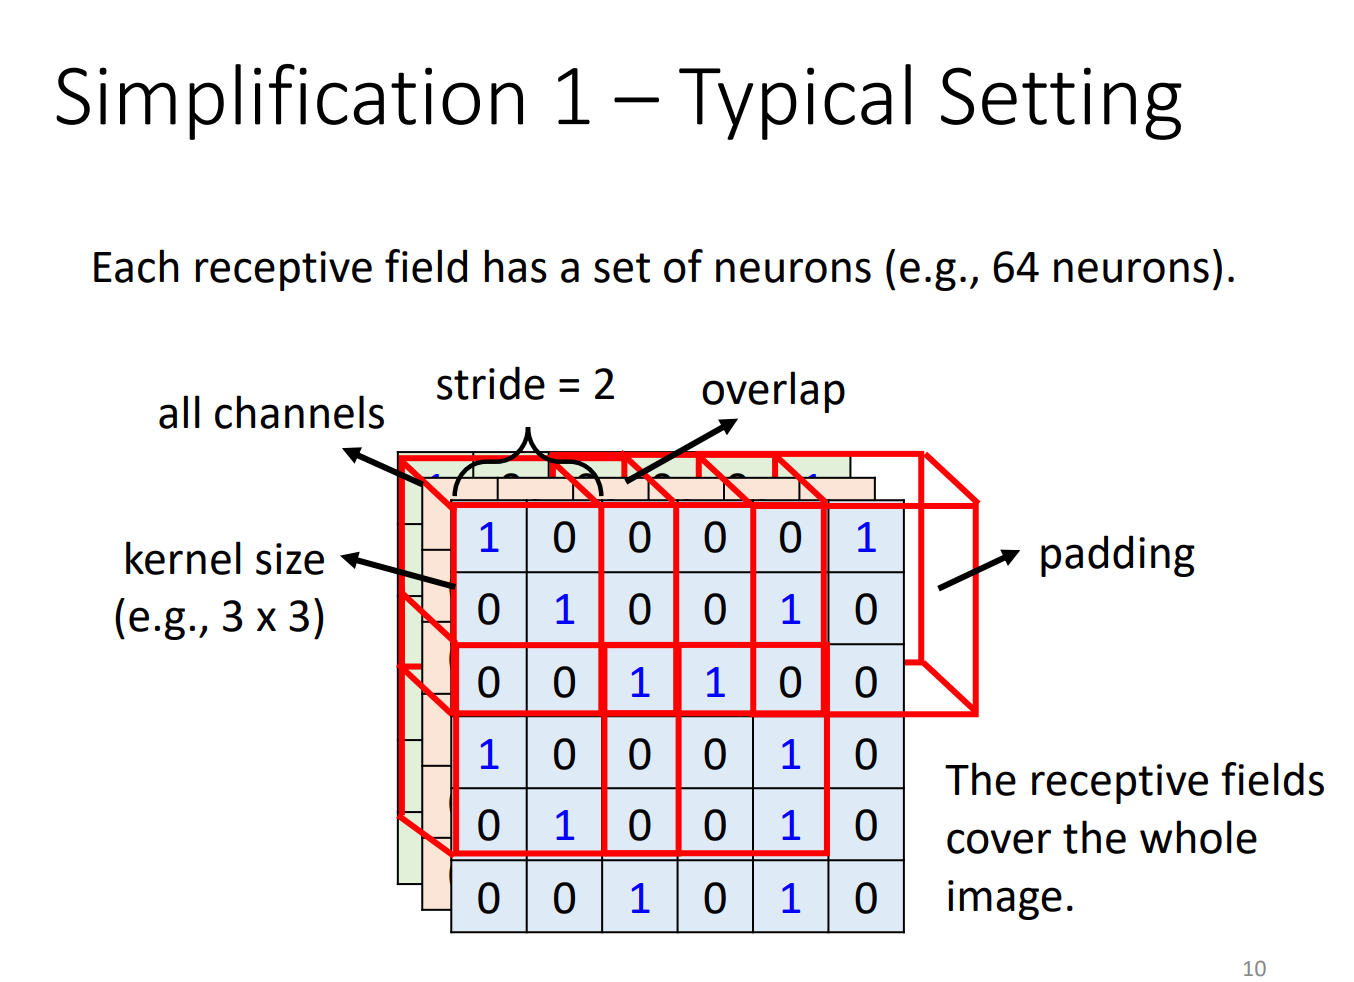 Simplification 1 – Typical Setting
Each receptive field has a set of neurons (e.g., 64 neurons).
stride = 2
overlap
all channels
kernel size
(e.g., 3 x 3)
padding
1 0 0 0 0 1
0 1 0 0 1 0
0 0 1 1 0 0
1 0 0 0 1 0
0 1 0 0 1 0
0 0 1 0 1 0
The receptive fields
cover the whole
image.
10